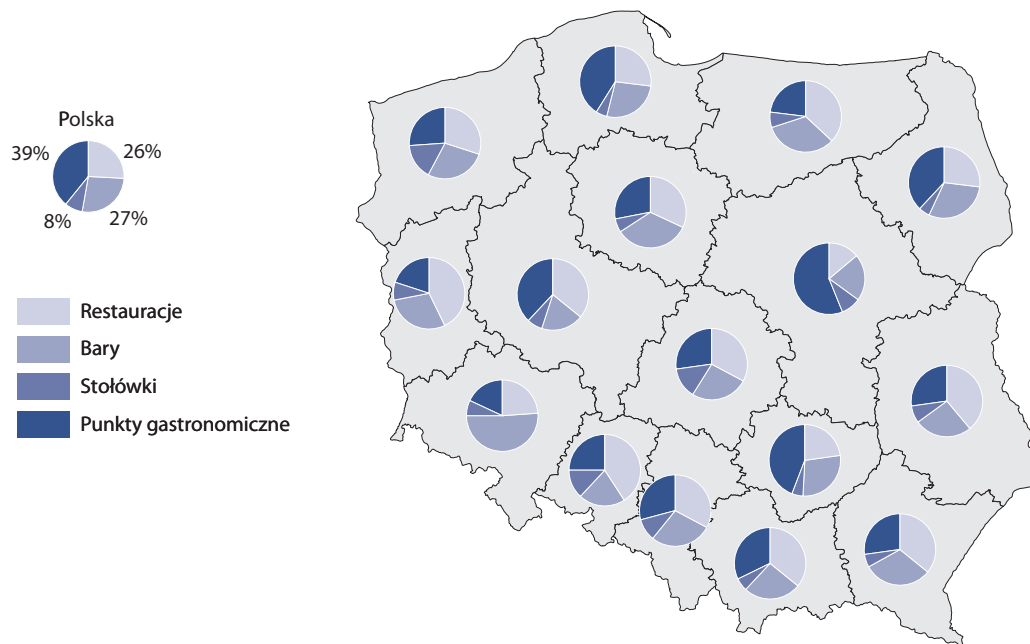 Polska
39% 26%
8% 27%
Restauracje
Bary
Stołówki
Punkty gastronomiczne